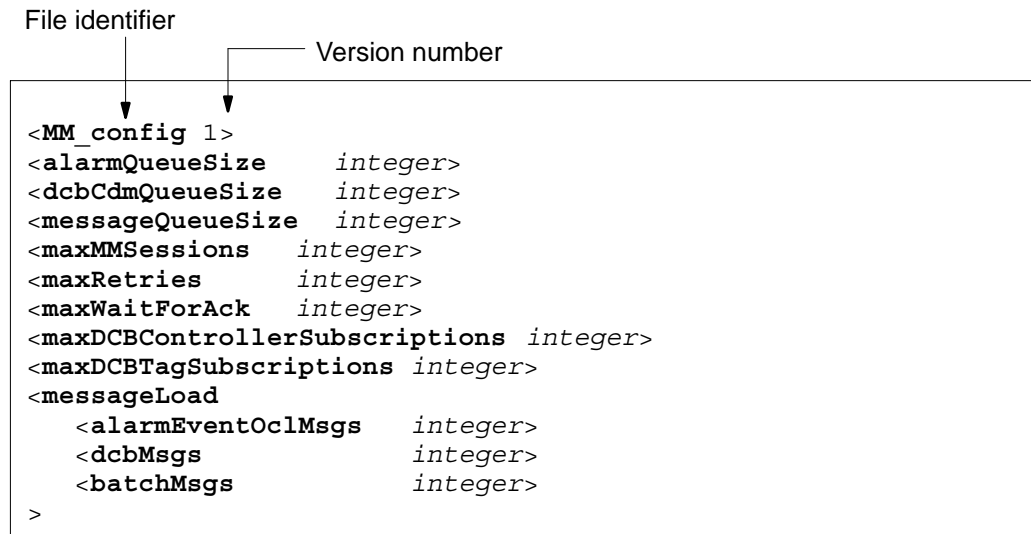 File identifier
Version number
<MM_config 1>
<alarmQueueSize integer>
<dcbCdmQueueSize integer>
<messageQueueSize integer>
<maxMMSessions integer>
<maxRetries integer>
<maxWaitForAck integer>
<maxDCBControllerSubscriptions integer>
<maxDCBTagSubscriptions integer>
<messageLoad
<alarmEventOclMsgs integer>
<dcbMsgs integer>
<batchMsgs integer>
>